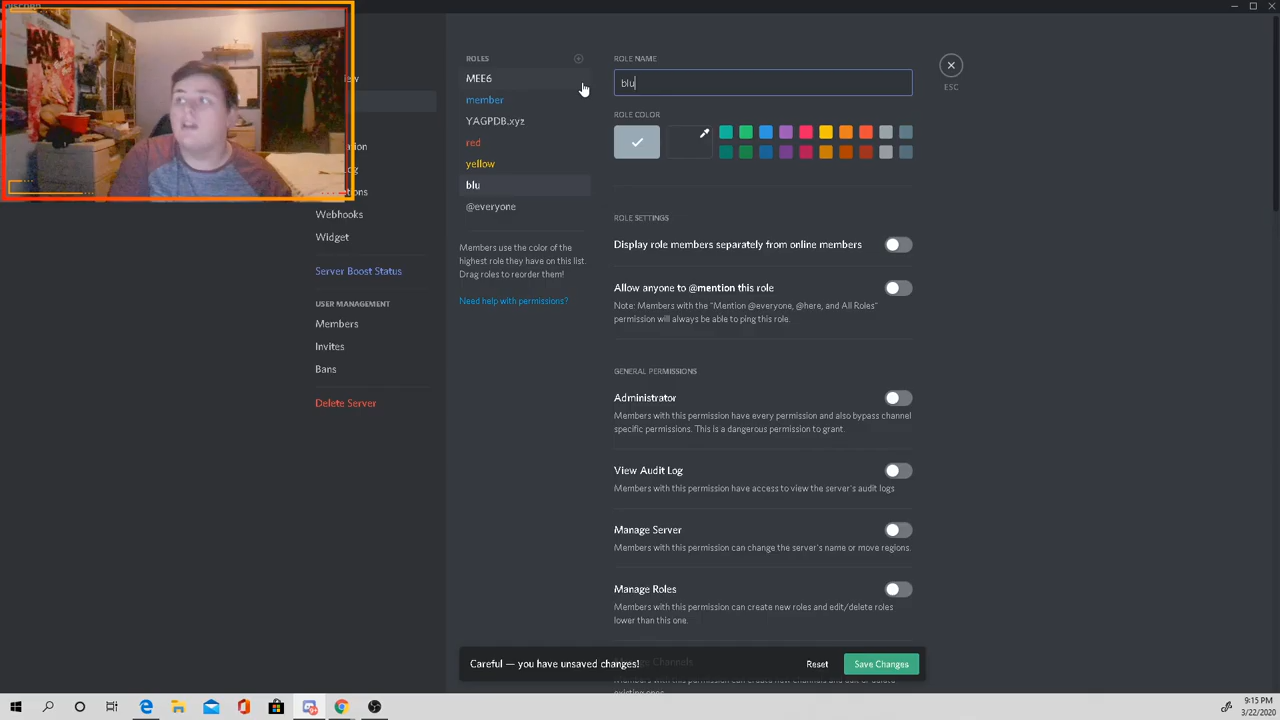 ROLES
MEE6
member
YAGPDB.xyz
red
yellow
blu
@everyone
Members use the color of the
highest role they have on this list.
Drag roles to reorder them!
Need help with permissions?
Webhooks
Widget
Server Boost Status
USER MANAGEMENT
Members
Invites
Bans
Delete Server
ROLE NAME
blu
ESC
ROLE COLOR
ROLE SETTINGS
Display role members separately from online members
Allow anyone to @mention this role
Note: Members with the "Mention @everyone, @here, and All Roles"
permission will always be able to ping this role.
GENERAL PERMISSIONS
Administrator
Members with this permission have every permission and also bypass channel
specific permissions. This is a dangerous permission to grant.
View Audit Log
Members with this permission have access to view the server's audit logs
Manage Server
Members with this permission can change the server's name or move regions.
Manage Roles
Members with this permission can create new roles and edit/delete roles
lower than this one.
Careful — you have unsaved changes!
Reset
Save Changes
9:15 PM
3/22/2020